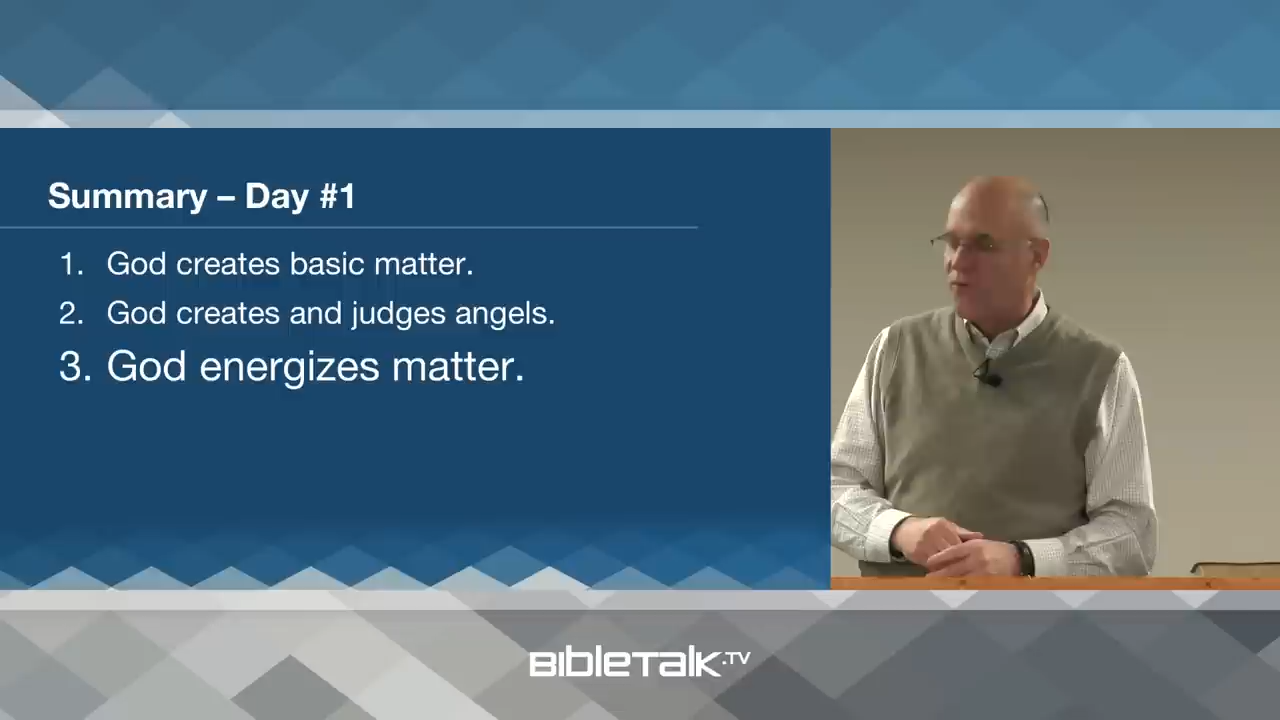 Summary – Day #1
1. God creates basic matter.
2. God creates and judges angels.
3. God energizes matter.
BIBLETALK.TV